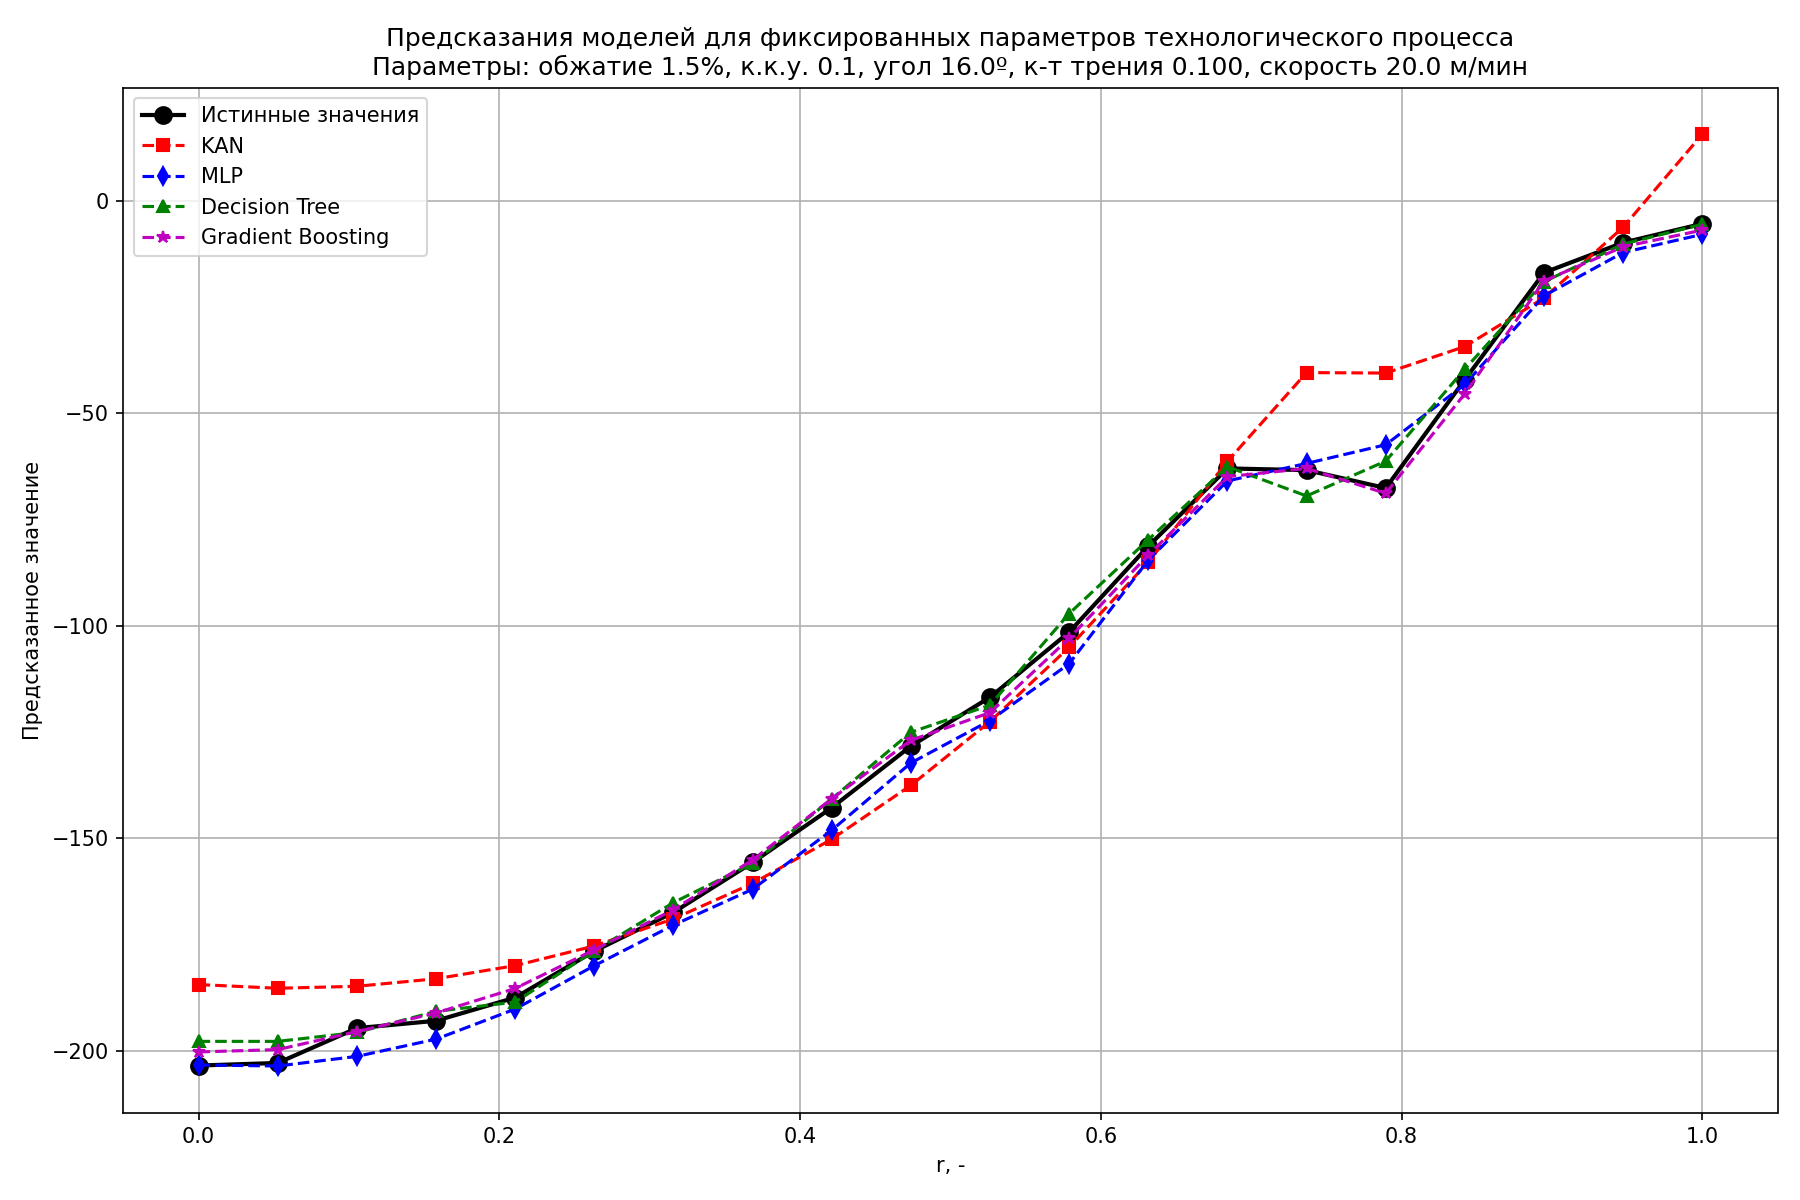 Предсказания моделей для фиксированных параметров технологического процесса
Параметры: обжатие 1.5%, к.к.у. 0.1, угол 16.0º, к-т трения 0.100, скорость 20.0 м/мин
Истинные значения
KAN
MLP
Decision Tree
Gradient Boosting
Предсказанное значение
0
−50
−100
−150
−200
0.0 0.2 0.4 0.6 0.8 1.0
r, -